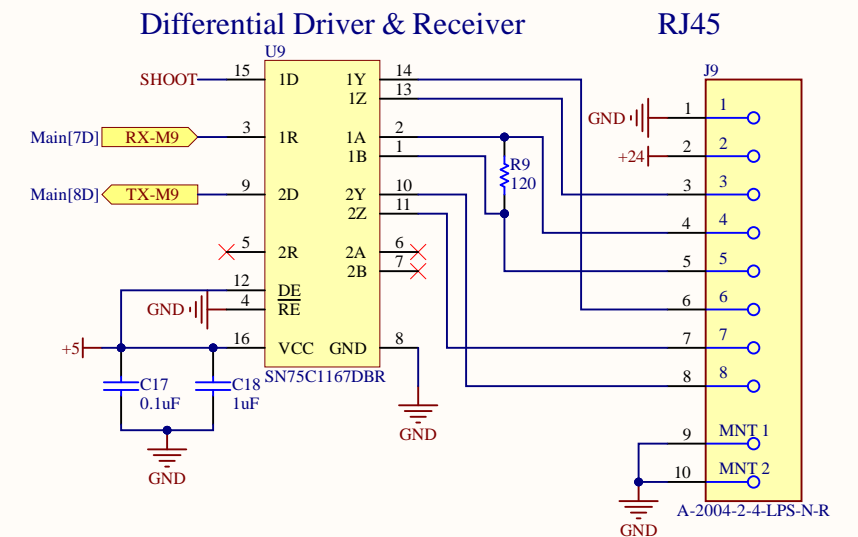 Differential Driver & Receiver
RJ45
U9
J9
SHOOT
15
1D
1Y
14
1Z
13
GND
1
1
Main[7D]
RX-M9
3
1R
1A
2
1B
1
R9
120
+24
2
2
Main[8D]
TX-M9
9
2D
2Y
10
2Z
11
3
3
4
4
5
2R
2A
6
2B
7
5
5
12
DE
GND
4
RE
6
6
+5
16
VCC
GND
8
7
7
SN75C1167DBR
C17
0.1uF
C18
1uF
8
8
GND
GND
9
MNT 1
10
MNT 2
GND
A-2004-2-4-LPS-N-R